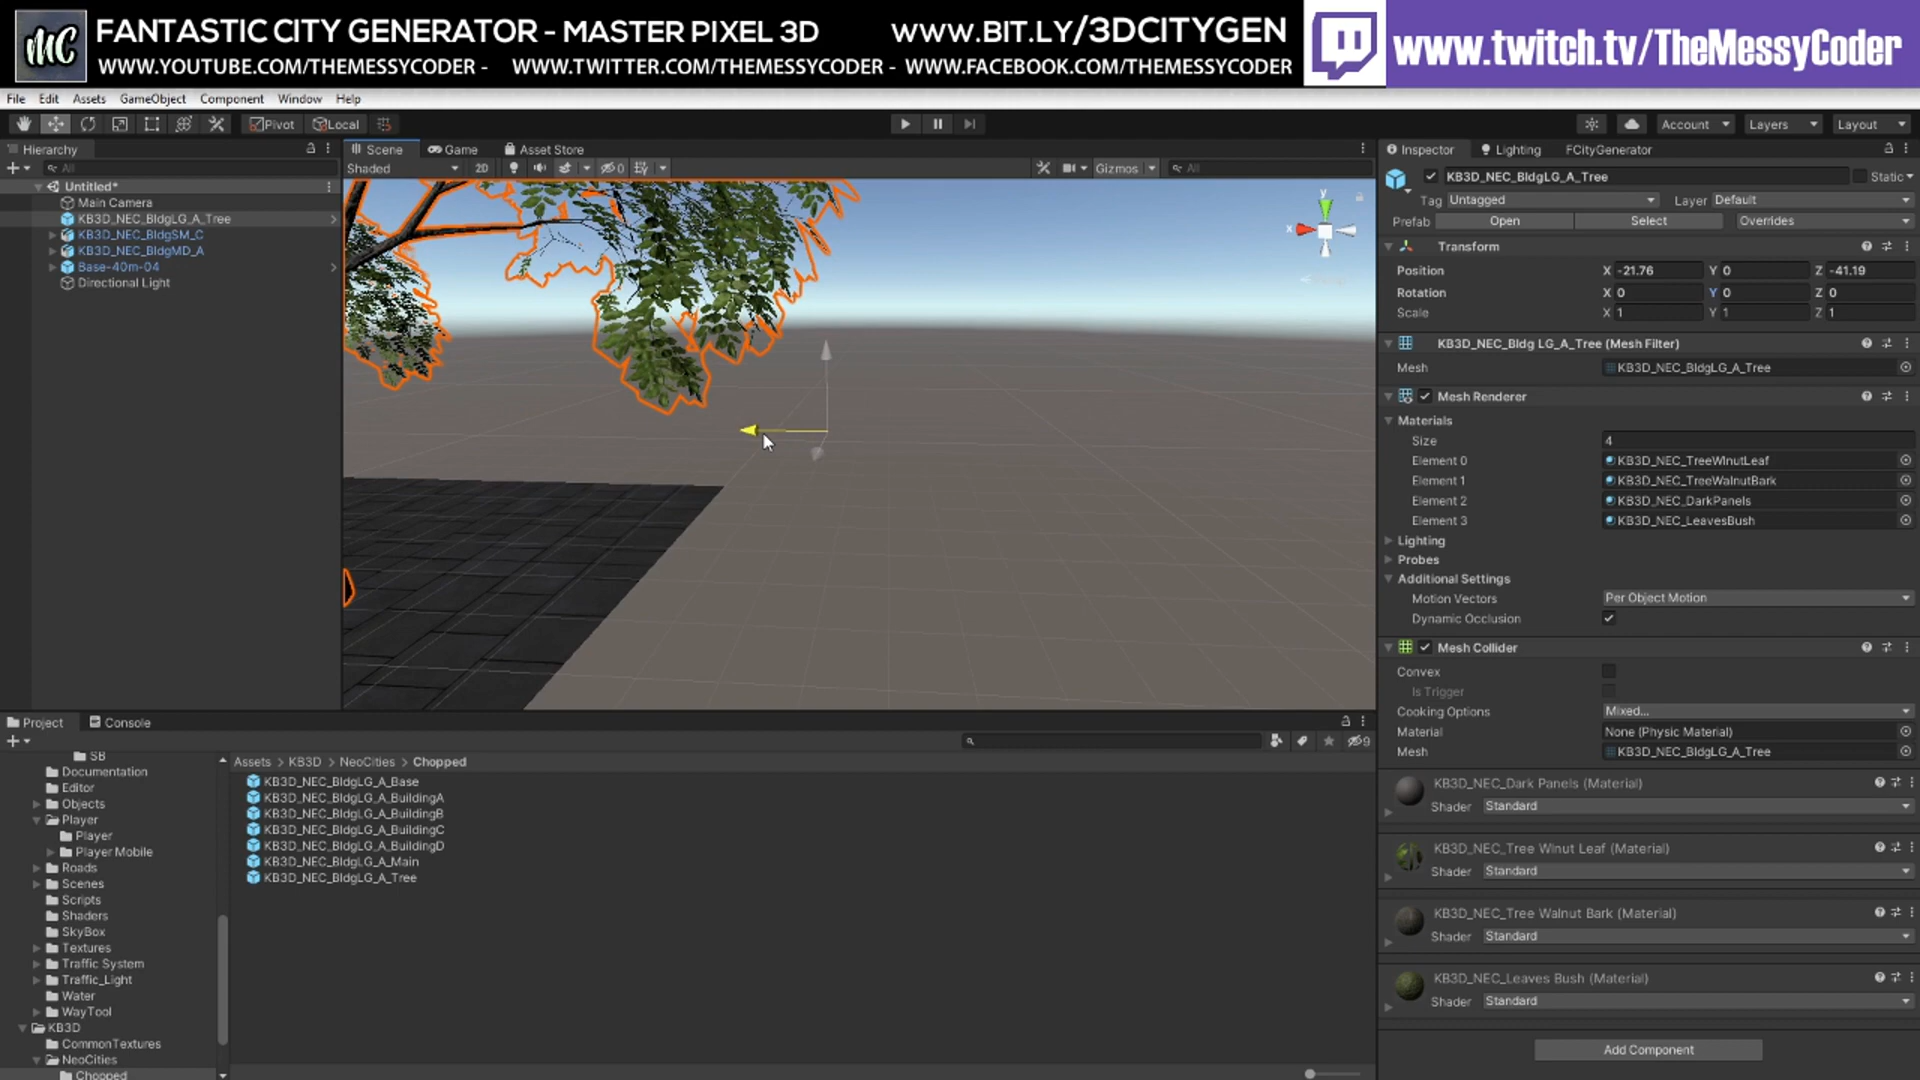 MC FANTASTIC CITY GENERATOR - MASTER PIXEL 3D WWW.BIT.LY/3DCITYGEN www.twitch.tv/TheMessyCoder
WWW.YOUTUBE.COM/THEMESSYCODER - WWW.TWITTER.COM/THEMESSYCODER - WWW.FACEBOOK.COM/THEMESSYCODER
File Edit Assets GameObject Component Window Help
Pivot Local Account Layers Layout
Hierarchy
All
Untitled*
Main Camera
KB3D_NEC_BldgLG_A_Tree
KB3D_NEC_BldgSM_C
KB3D_NEC_BldgMD_A
Base-40m-04
Directional Light
Scene Game Asset Store
Shaded 2D 0 Gizmos All
y
x
Inspector Lighting FCityGenerator
KB3D_NEC_BldgLG_A_Tree Static
Tag Untagged Layer Default
Prefab Open Select Overrides
Transform
Position X -21.76 Y 0 Z -41.19
Rotation X 0 Y 0 Z 0
Scale X 1 Y 1 Z 1
KB3D_NEC_Bldg LG_A_Tree (Mesh Filter)
Mesh KB3D_NEC_BldgLG_A_Tree
Mesh Renderer
Materials
Size 4
Element 0 KB3D_NEC_TreeWlnutLeaf
Element 1 KB3D_NEC_TreeWalnutBark
Element 2 KB3D_NEC_DarkPanels
Element 3 KB3D_NEC_LeavesBush
Lighting
Probes
Additional Settings
Motion Vectors Per Object Motion
Dynamic Occlusion
Mesh Collider
Convex
Is Trigger
Cooking Options Mixed...
Material None (Physic Material)
Mesh KB3D_NEC_BldgLG_A_Tree
KB3D_NEC_Dark Panels (Material)
Shader Standard
KB3D_NEC_Tree Wlnut Leaf (Material)
Shader Standard
KB3D_NEC_Tree Walnut Bark (Material)
Shader Standard
KB3D_NEC_Leaves Bush (Material)
Shader Standard
Add Component
Project Console
9
SB
Documentation
Editor
Objects
Player
Player
Player Mobile
Roads
Scenes
Scripts
Shaders
SkyBox
Textures
Traffic System
Traffic_Light
Water
WayTool
KB3D
CommonTextures
NeoCities
Chopped
Assets > KB3D > NeoCities > Chopped
KB3D_NEC_BldgLG_A_Base
KB3D_NEC_BldgLG_A_BuildingA
KB3D_NEC_BldgLG_A_BuildingB
KB3D_NEC_BldgLG_A_BuildingC
KB3D_NEC_BldgLG_A_BuildingD
KB3D_NEC_BldgLG_A_Main
KB3D_NEC_BldgLG_A_Tree